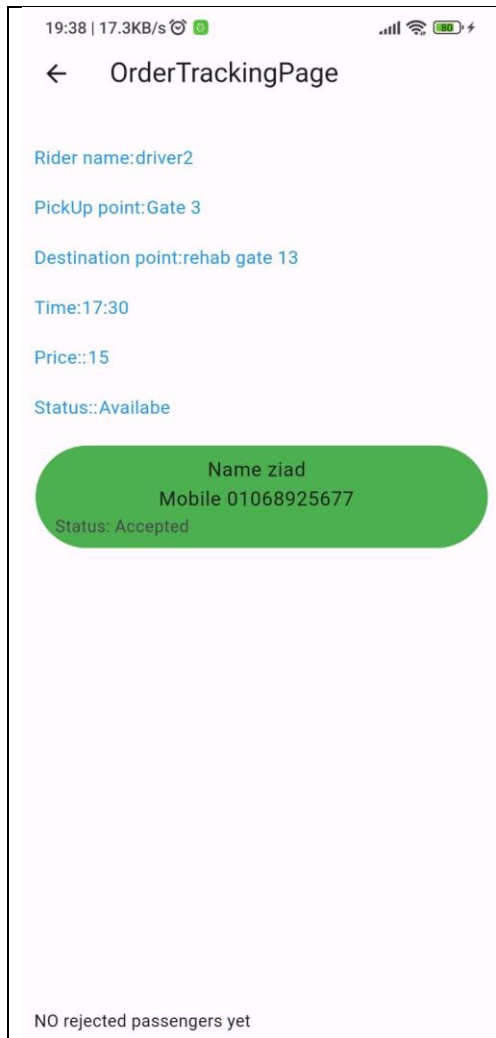 19:38 | 17.3KB/s 80
OrderTrackingPage
Rider name:driver2
PickUp point:Gate 3
Destination point:rehab gate 13
Time:17:30
Price::15
Status::Availabe
Name ziad
Mobile 01068925677
Status: Accepted
NO rejected passengers yet